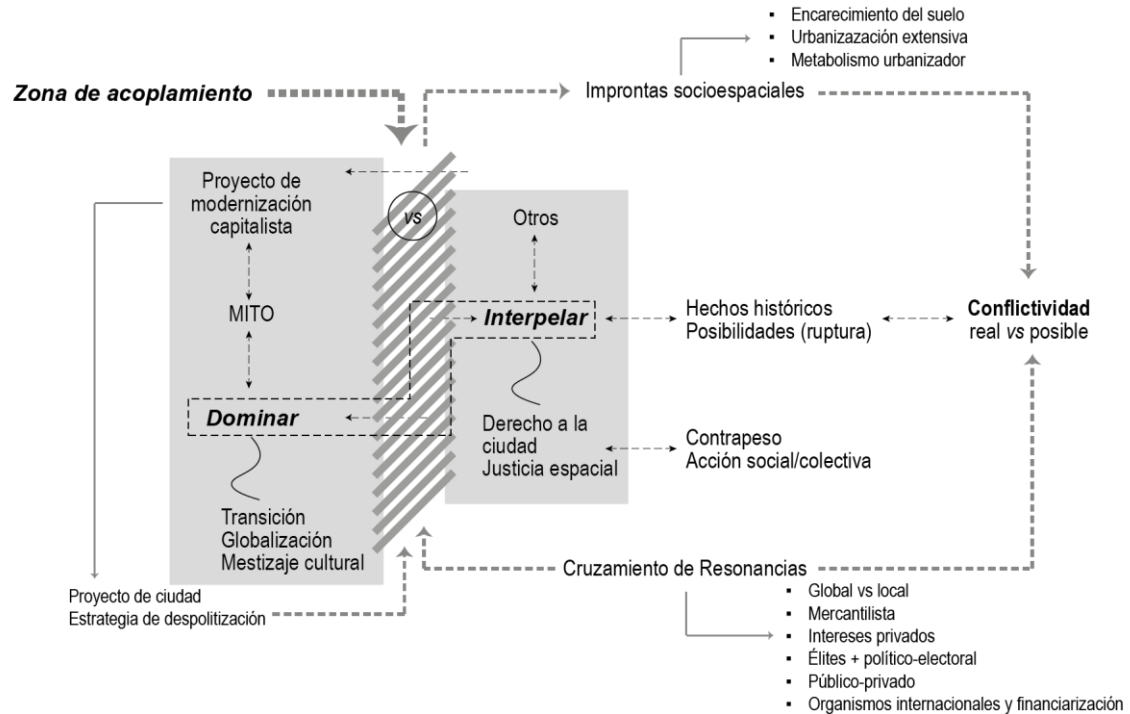 ▪ Encarecimiento del suelo
▪ Urbanizazación extensiva
▪ Metabolismo urbanizador
Zona de acoplamiento
Improntas socioespaciales
Proyecto de
modernización
capitalista
vs
Otros
MITO
Interpelar
Hechos históricos
Posibilidades (ruptura)
Conflictividad
real vs posible
Dominar
Derecho a la
ciudad
Justicia espacial
Contrapeso
Acción social/colectiva
Transición
Globalización
Mestizaje cultural
Cruzamiento de Resonancias
Proyecto de ciudad
Estrategia de despolitización
▪ Global vs local
▪ Mercantilista
▪ Intereses privados
▪ Élites + político-electoral
▪ Público-privado
▪ Organismos internacionales y financiarización